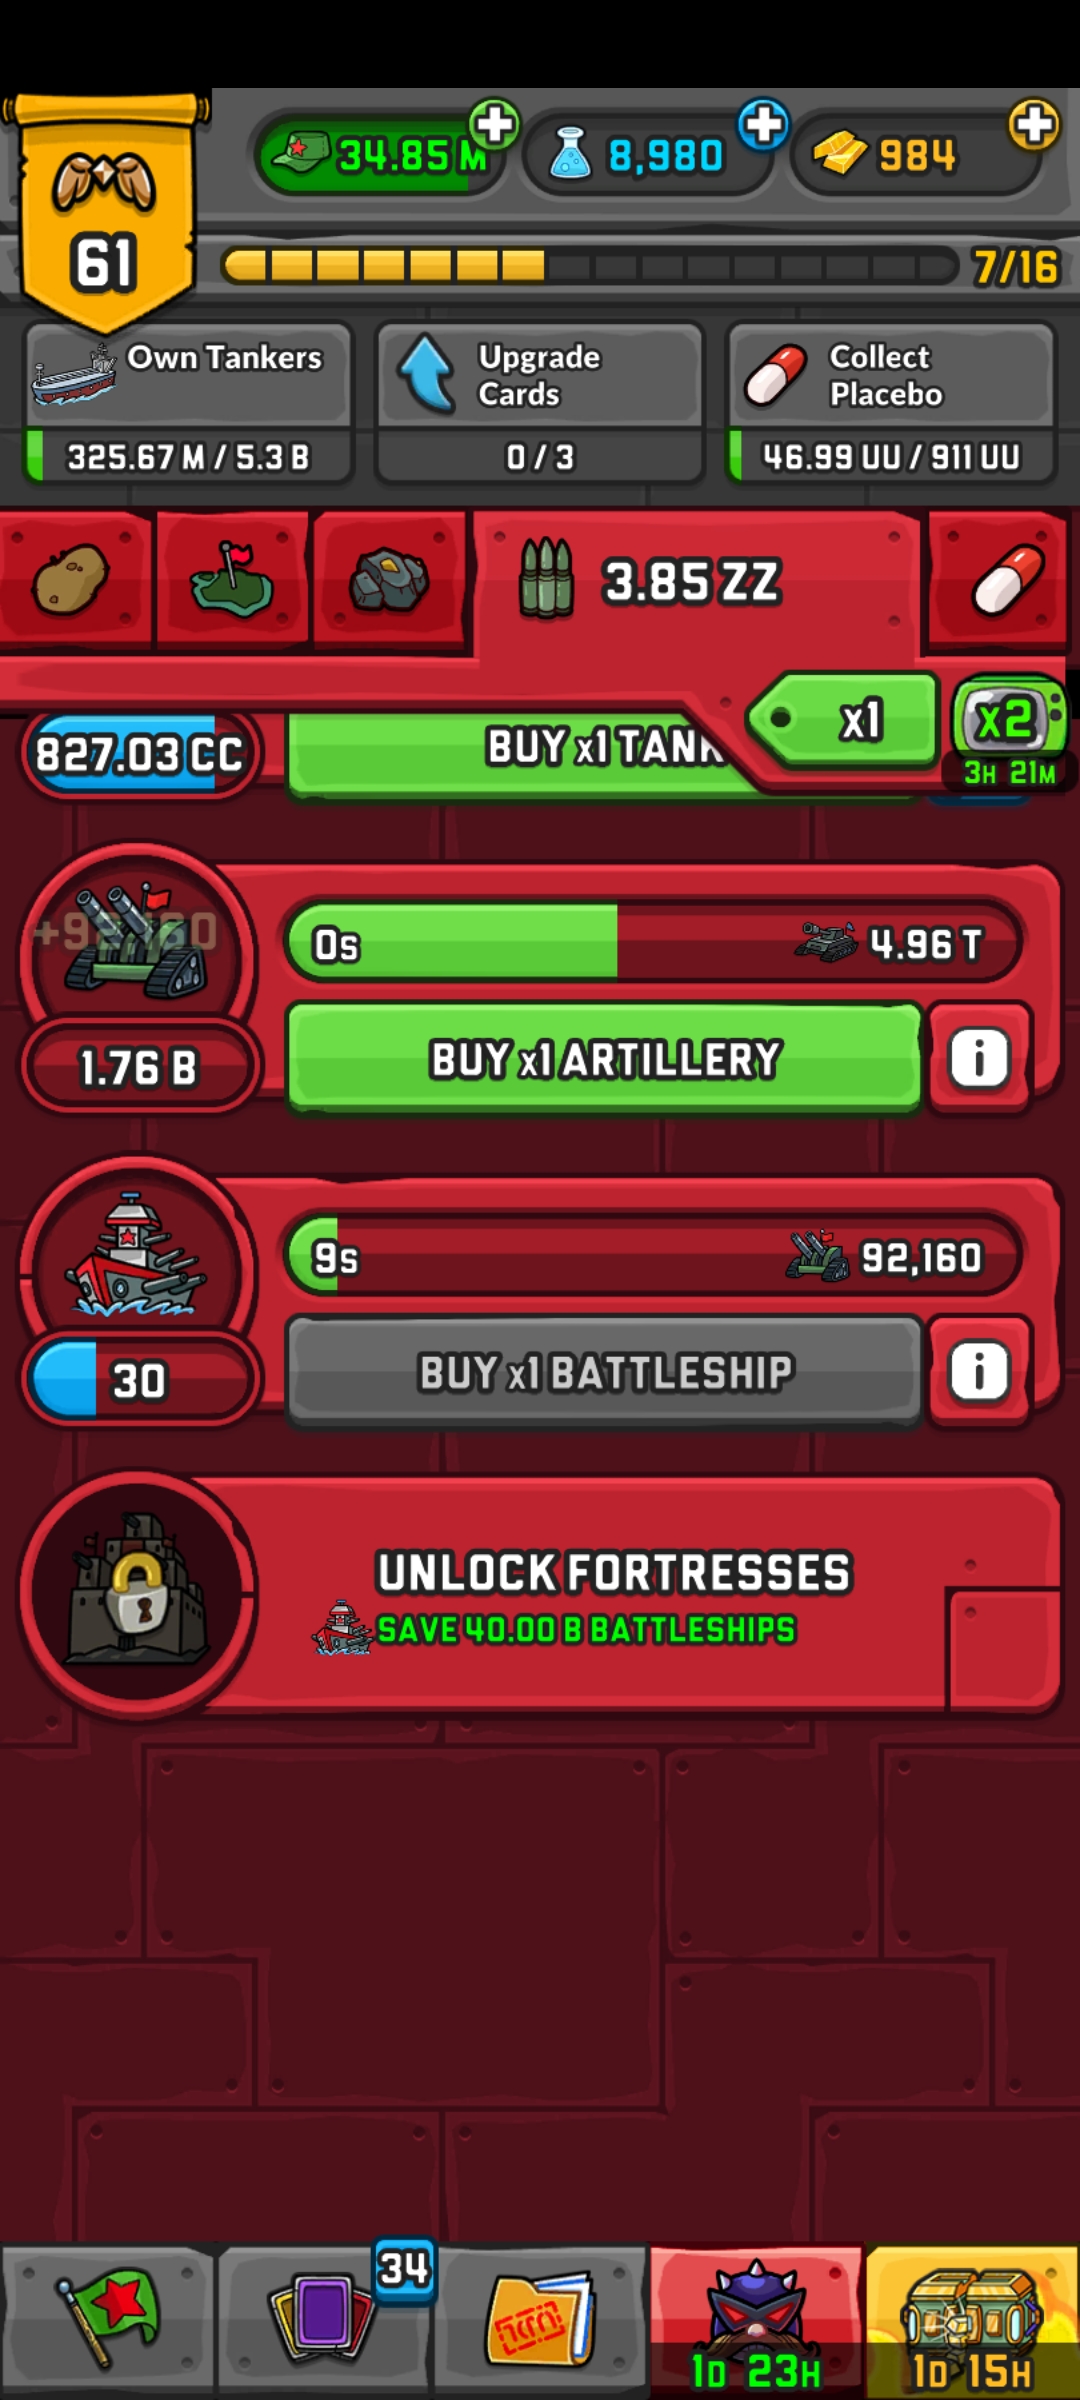 34.85 M
8,980
984
61
7/16
Own Tankers
325.67 M / 5.3 B
Upgrade
Cards
0 / 3
Collect
Placebo
46.99 UU / 911 UU
3.85 ZZ
x1
x2
3H 21M
827.03 CC
BUY x1 TANK
+92,160
0s
4.96 T
1.76 B
BUY x1 ARTILLERY
i
9s
92,160
30
BUY x1 BATTLESHIP
i
UNLOCK FORTRESSES
SAVE 40.00 B BATTLESHIPS
34
1D 23H
1D 15H